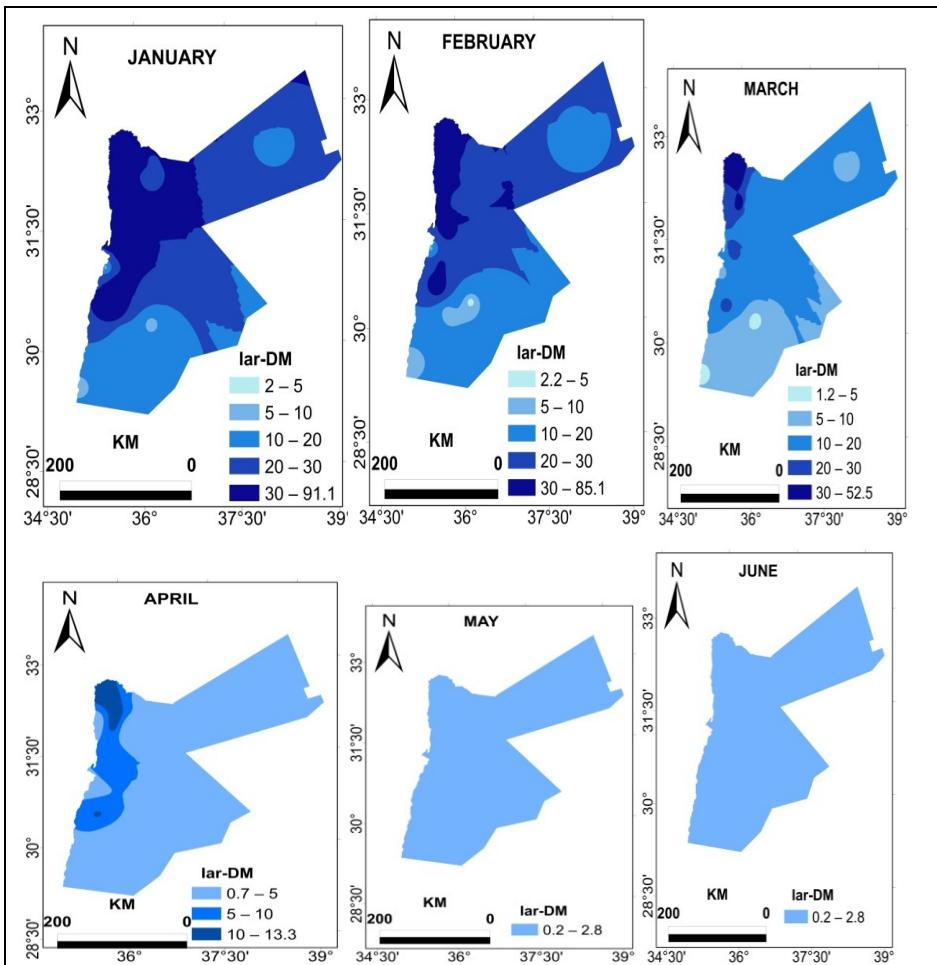 N
JANUARY
33°
31°30'
30°
28°30'
Iar-DM
2 – 5
5 – 10
10 – 20
20 – 30
30 – 91.1
KM
200 0
34°30' 36° 37°30' 39°
N
FEBRUARY
33°
31°30'
30°
28°30'
Iar-DM
2.2 – 5
5 – 10
10 – 20
20 – 30
30 – 85.1
KM
200 0
34°30' 36° 37°30' 39°
N
MARCH
33°
31°30'
30°
28°30'
Iar-DM
1.2 – 5
5 – 10
10 – 20
20 – 30
30 – 52.5
KM
200 0
34°30' 36° 37°30' 39°
N
APRIL
33°
31°30'
30°
28°30'
Iar-DM
0.7 – 5
5 – 10
10 – 13.3
KM
200 0
36° 37°30' 39°
N
MAY
33°
31°30'
30°
28°30'
Iar-DM
0.2 – 2.8
KM
200 0
36° 37°30' 39°
N
JUNE
33°
31°30'
30°
28°30'
Iar-DM
0.2 – 2.8
KM
200 0
36° 37°30' 39°